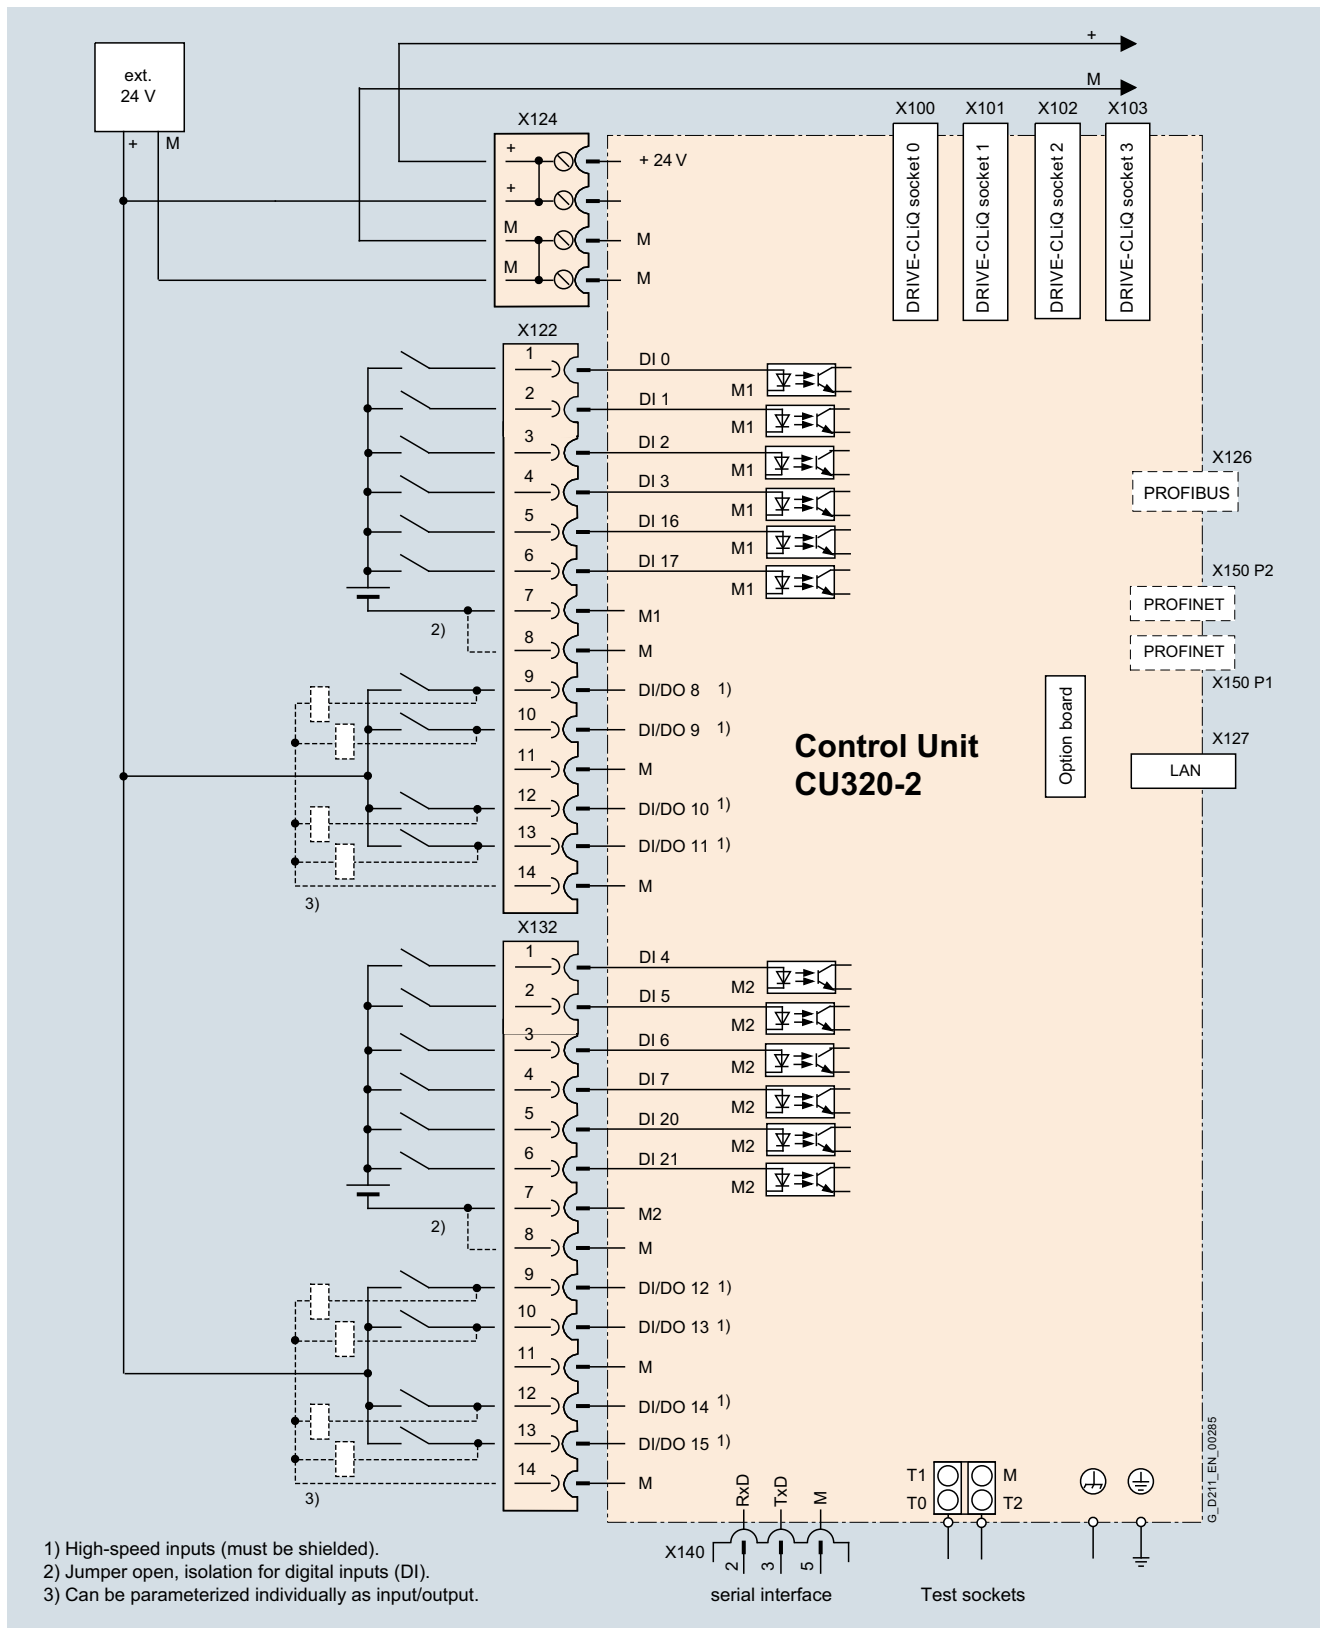 +
M
ext.
24 V
+ M
X124
+
+
M
M
+ 24 V
M
M
X100 X101 X102 X103
DRIVE-CLiQ socket 0
DRIVE-CLiQ socket 1
DRIVE-CLiQ socket 2
DRIVE-CLiQ socket 3
X122
1 DI 0 M1
2 DI 1 M1
3 DI 2 M1
4 DI 3 M1
5 DI 16 M1
6 DI 17 M1
7 M1
2)
8 M
9 DI/DO 8 1)
10 DI/DO 9 1)
11 M
12 DI/DO 10 1)
13 DI/DO 11 1)
14 M
3)
Control Unit
CU320-2
Option board
X126
PROFIBUS
X150 P2
PROFINET
PROFINET
X150 P1
X127
LAN
X132
1 DI 4 M2
2 DI 5 M2
3 DI 6 M2
4 DI 7 M2
5 DI 20 M2
6 DI 21 M2
7 M2
2)
8 M
9 DI/DO 12 1)
10 DI/DO 13 1)
11 M
12 DI/DO 14 1)
13 DI/DO 15 1)
14 M
3)
RxD
TxD
M
X140
2
3
5
serial interface
T1 M
T0 T2
Test sockets
G_D211_EN_00285
1) High-speed inputs (must be shielded).
2) Jumper open, isolation for digital inputs (DI).
3) Can be parameterized individually as input/output.